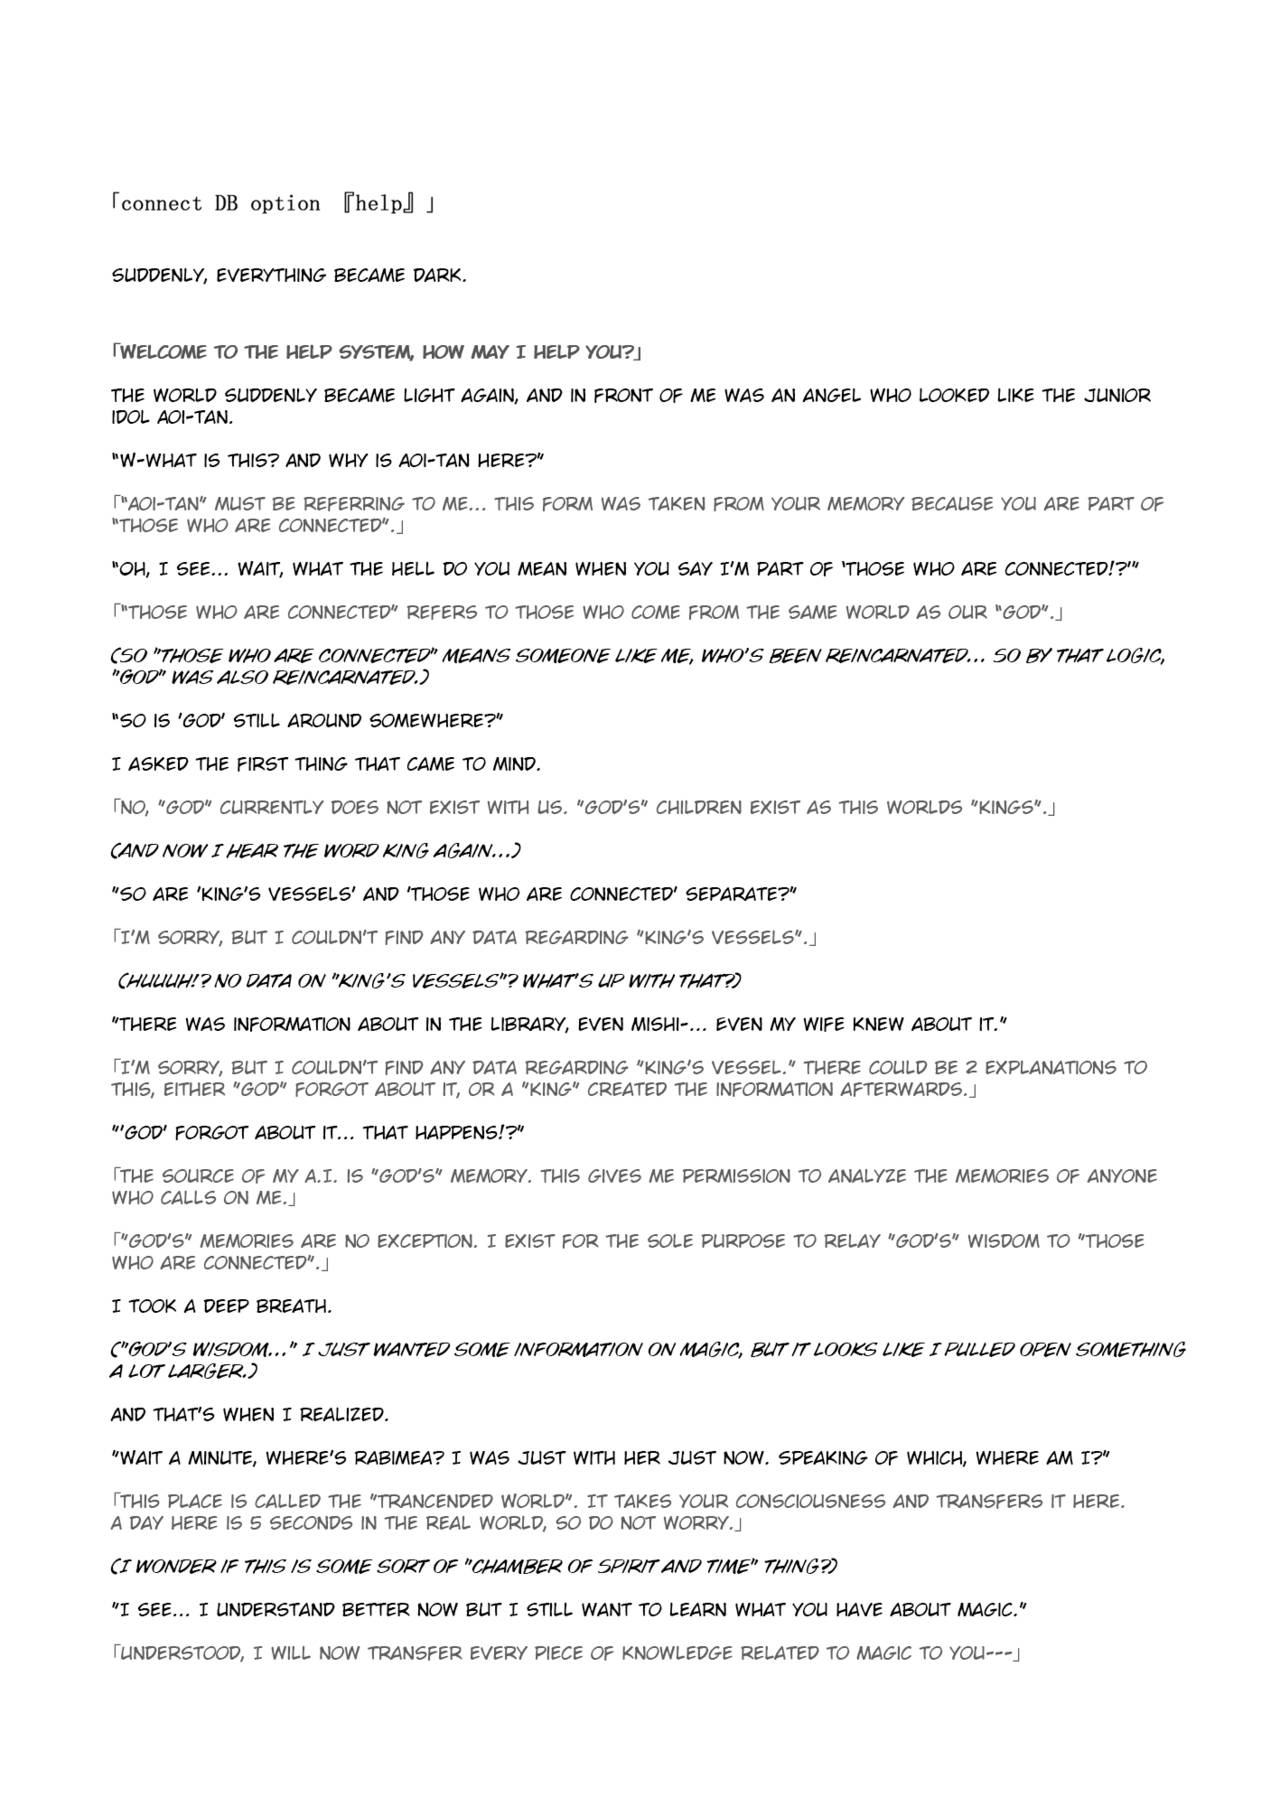 「connect DB option 『help』」
SUDDENLY, EVERYTHING BECAME DARK.
「WELCOME TO THE HELP SYSTEM, HOW MAY I HELP YOU?」
THE WORLD SUDDENLY BECAME LIGHT AGAIN, AND IN FRONT OF ME WAS AN ANGEL WHO LOOKED LIKE THE JUNIOR
IDOL AOI-TAN.
"W-WHAT IS THIS? AND WHY IS AOI-TAN HERE?"
「"AOI-TAN" MUST BE REFERRING TO ME... THIS FORM WAS TAKEN FROM YOUR MEMORY BECAUSE YOU ARE PART OF
"THOSE WHO ARE CONNECTED".」
"OH, I SEE... WAIT, WHAT THE HELL DO YOU MEAN WHEN YOU SAY I'M PART OF 'THOSE WHO ARE CONNECTED!?'"
「"THOSE WHO ARE CONNECTED" REFERS TO THOSE WHO COME FROM THE SAME WORLD AS OUR "GOD".」
(SO "THOSE WHO ARE CONNECTED" MEANS SOMEONE LIKE ME, WHO'S BEEN REINCARNATED... SO BY THAT LOGIC,
"GOD" WAS ALSO REINCARNATED.)
"SO IS 'GOD' STILL AROUND SOMEWHERE?"
I ASKED THE FIRST THING THAT CAME TO MIND.
「NO, "GOD" CURRENTLY DOES NOT EXIST WITH US. "GOD'S" CHILDREN EXIST AS THIS WORLDS "KINGS".」
(AND NOW I HEAR THE WORD KING AGAIN...)
"SO ARE 'KING'S VESSELS' AND 'THOSE WHO ARE CONNECTED' SEPARATE?"
「I'M SORRY, BUT I COULDN'T FIND ANY DATA REGARDING "KING'S VESSELS".」
(HUUUH!? NO DATA ON "KING'S VESSELS"? WHAT'S UP WITH THAT?)
"THERE WAS INFORMATION ABOUT IN THE LIBRARY, EVEN MISHI-... EVEN MY WIFE KNEW ABOUT IT."
「I'M SORRY, BUT I COULDN'T FIND ANY DATA REGARDING "KING'S VESSEL." THERE COULD BE 2 EXPLANATIONS TO
THIS, EITHER "GOD" FORGOT ABOUT IT, OR A "KING" CREATED THE INFORMATION AFTERWARDS.」
"'GOD' FORGOT ABOUT IT... THAT HAPPENS!?"
「THE SOURCE OF MY A.I. IS "GOD'S" MEMORY. THIS GIVES ME PERMISSION TO ANALYZE THE MEMORIES OF ANYONE
WHO CALLS ON ME.」
「"GOD'S" MEMORIES ARE NO EXCEPTION. I EXIST FOR THE SOLE PURPOSE TO RELAY "GOD'S" WISDOM TO "THOSE
WHO ARE CONNECTED".」
I TOOK A DEEP BREATH.
("GOD'S WISDOM..." I JUST WANTED SOME INFORMATION ON MAGIC, BUT IT LOOKS LIKE I PULLED OPEN SOMETHING
A LOT LARGER.)
AND THAT'S WHEN I REALIZED.
"WAIT A MINUTE, WHERE'S RABIMEA? I WAS JUST WITH HER JUST NOW. SPEAKING OF WHICH, WHERE AM I?"
「THIS PLACE IS CALLED THE "TRANCENDED WORLD". IT TAKES YOUR CONSCIOUSNESS AND TRANSFERS IT HERE.
A DAY HERE IS 5 SECONDS IN THE REAL WORLD, SO DO NOT WORRY.」
(I WONDER IF THIS IS SOME SORT OF "CHAMBER OF SPIRIT AND TIME" THING?)
"I SEE... I UNDERSTAND BETTER NOW BUT I STILL WANT TO LEARN WHAT YOU HAVE ABOUT MAGIC."
「UNDERSTOOD, I WILL NOW TRANSFER EVERY PIECE OF KNOWLEDGE RELATED TO MAGIC TO YOU---」